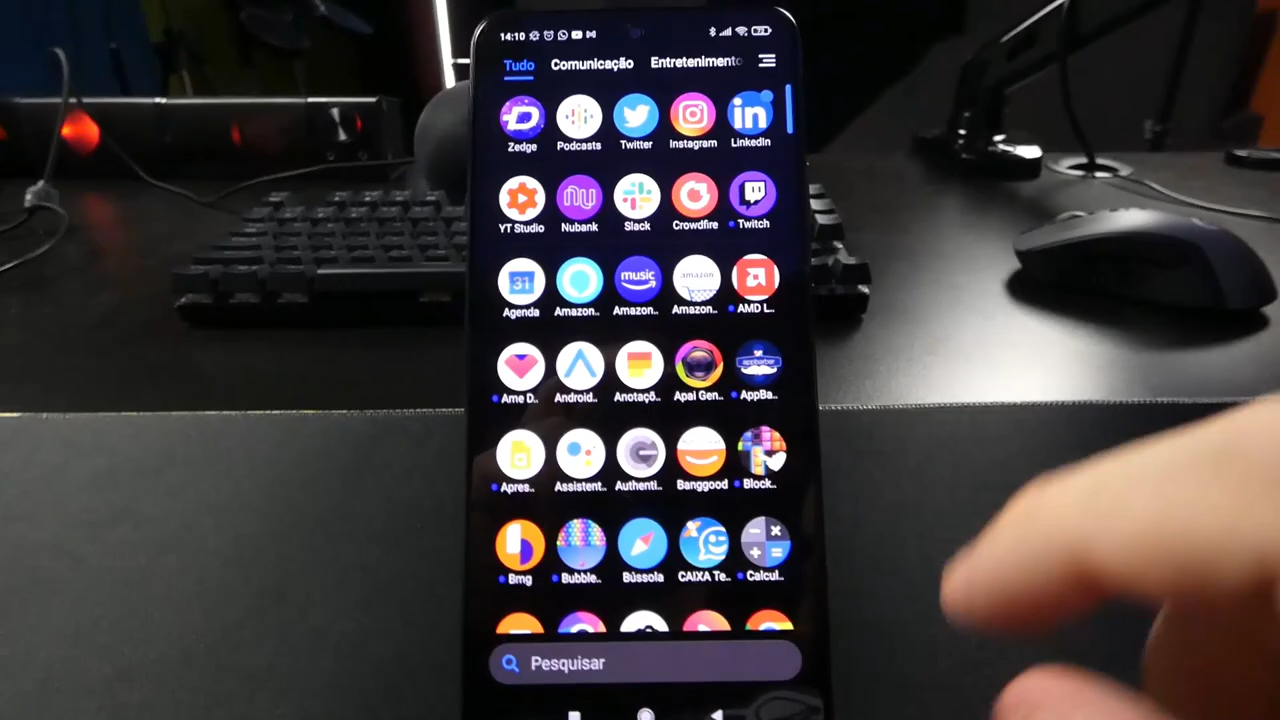 14:10
Tudo Comunicação Entretenimento
Zedge Podcasts Twitter Instagram LinkedIn
YT Studio Nubank Slack Crowdfire Twitch
31 music amazon
Agenda Amazon.. Amazon.. Amazon.. AMD L..
appbarber
Ame D.. Android.. Anotaçõ.. Apai Gen.. AppBa..
Apres.. Assistent.. Authenti.. Banggood Block..
Bmg Bubble.. Bússola CAIXA Te.. Calcul..
Pesquisar